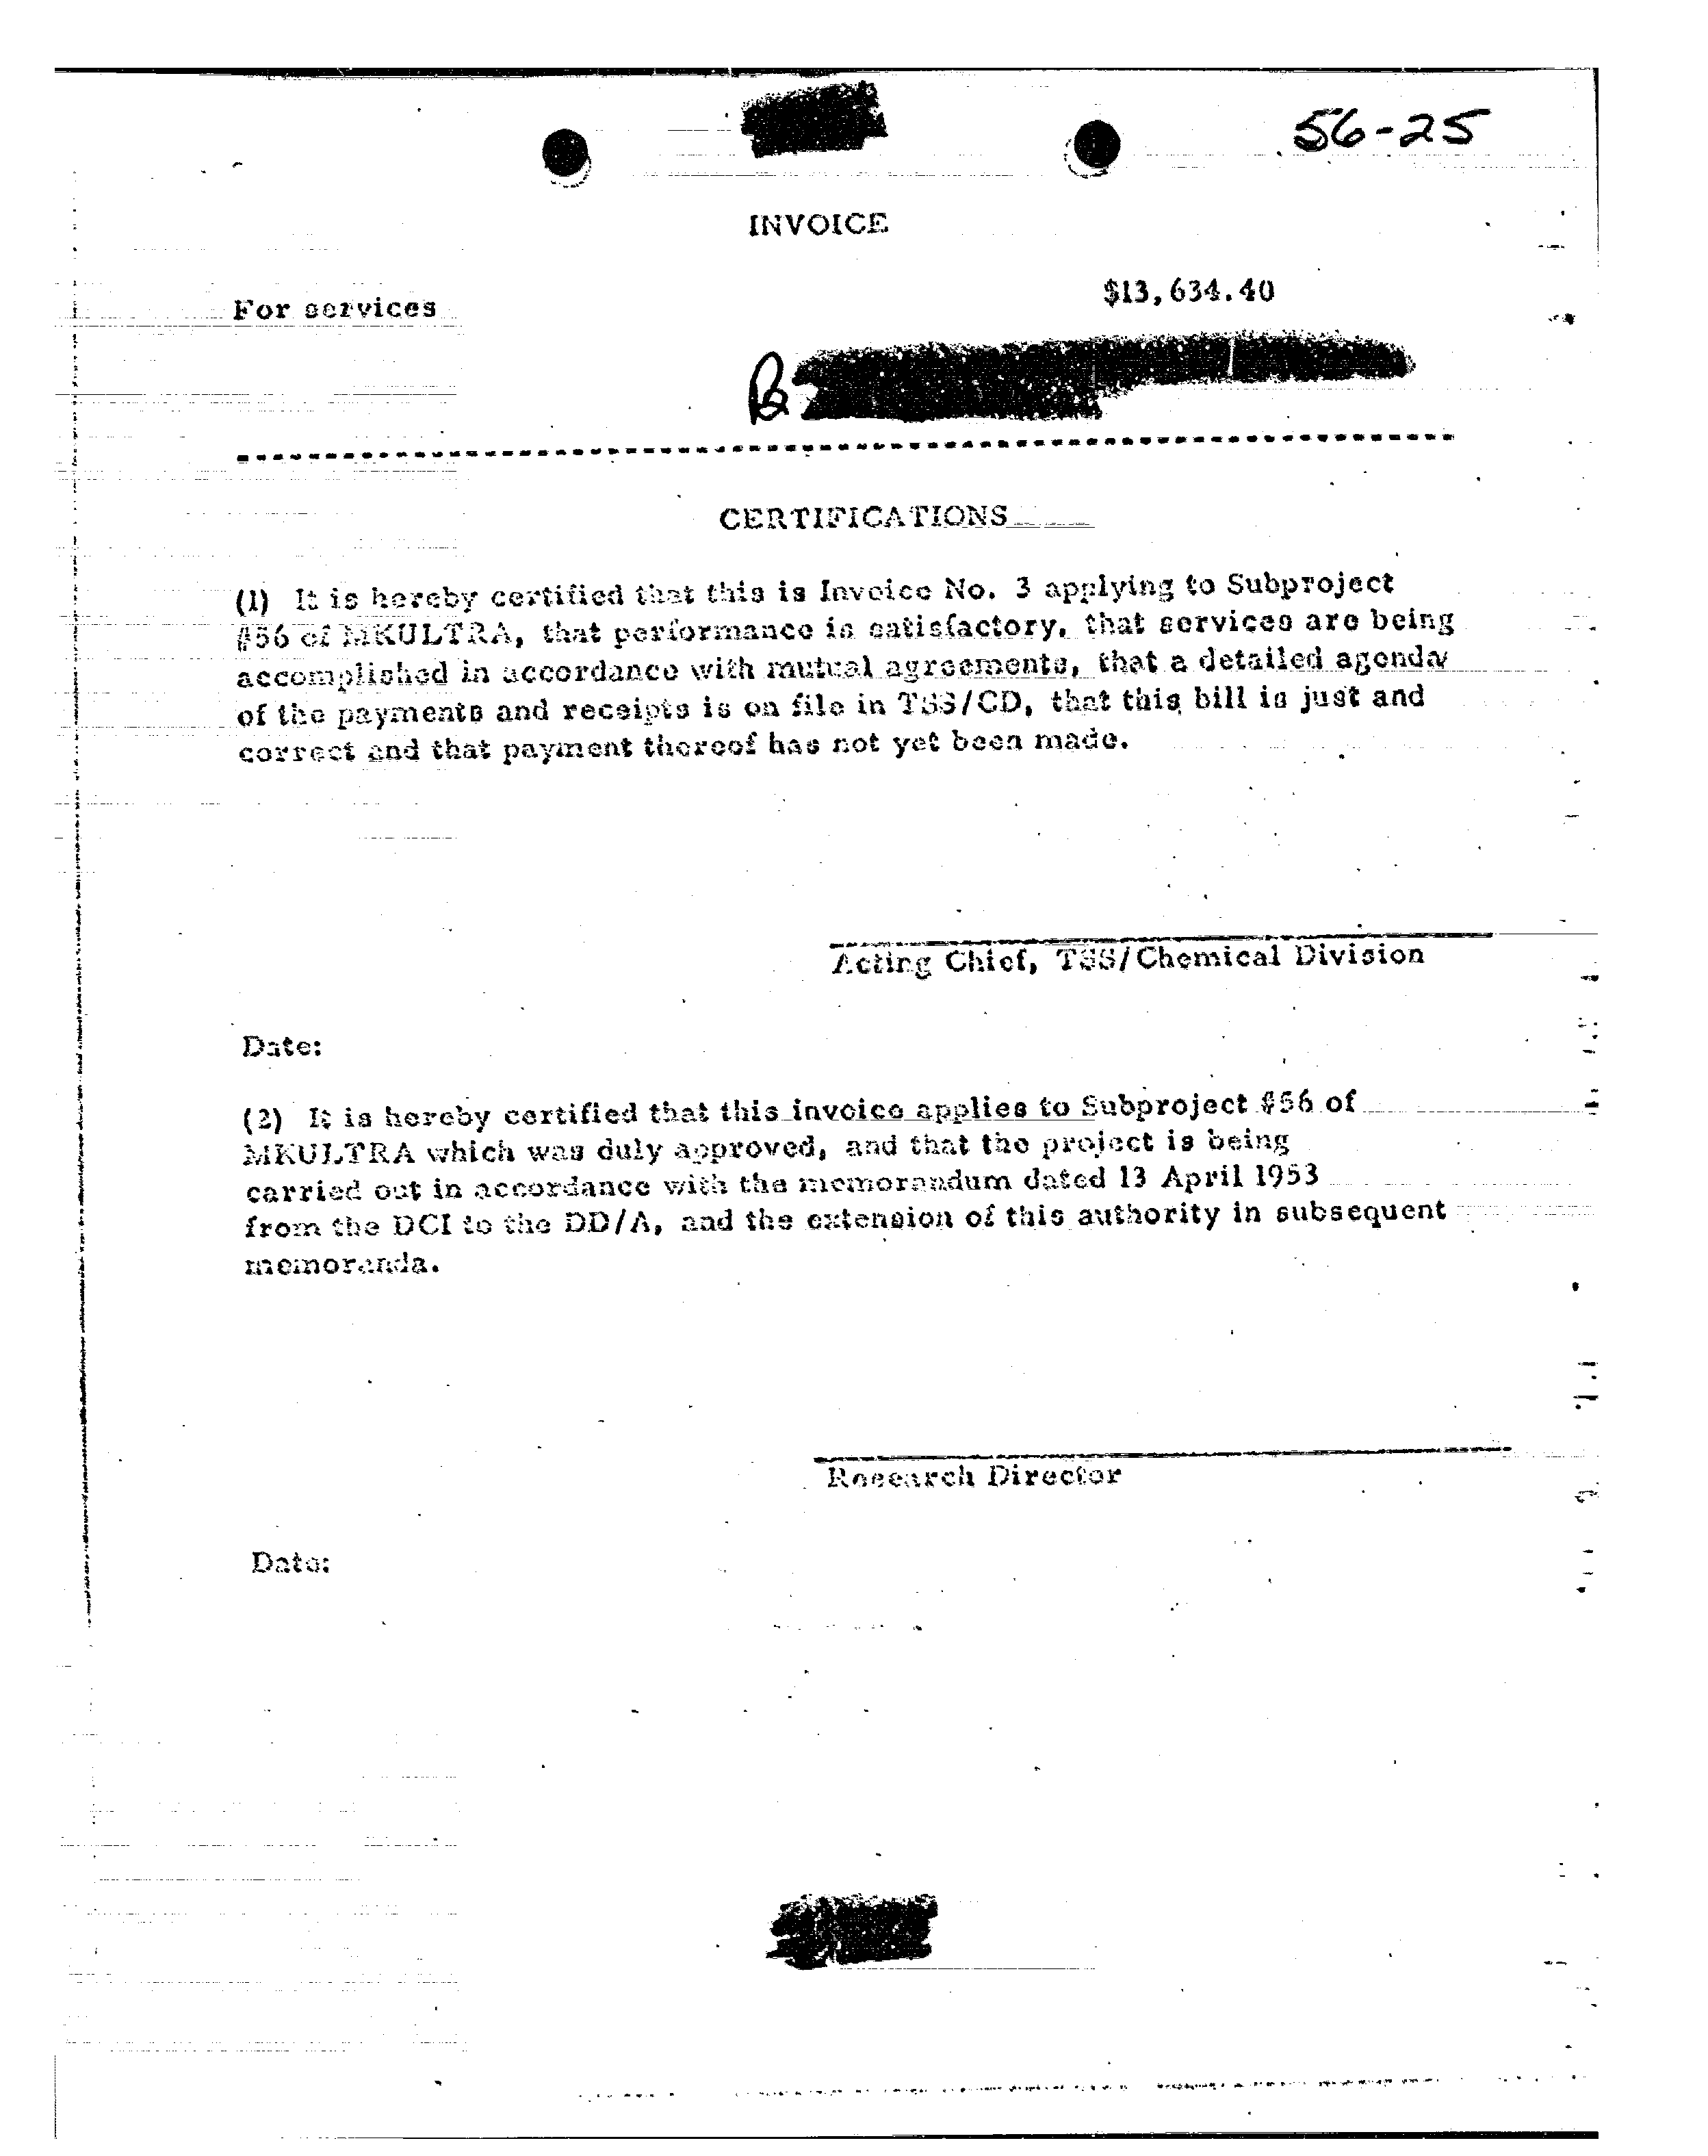 56-25
INVOICE
$13,634.40
For services
B
CERTIFICATIONS
(1) It is hereby certified that this is Invoice No. 3 applying to Subproject
#56 of MKULTRA, that performance is satisfactory, that services are being
accomplished in accordance with mutual agreements, that a detailed agenda
of the payments and receipts is on file in TSS/CD, that this bill is just and
correct and that payment thereof has not yet been made.
Acting Chief, TSS/Chemical Division
Date:
(2) It is hereby certified that this invoice applies to Subproject #56 of
MKULTRA which was duly approved, and that the project is being
carried out in accordance with the memorandum dated 13 April 1953
from the DCI to the DD/A, and the extension of this authority in subsequent
memoranda.
Research Director
Date: